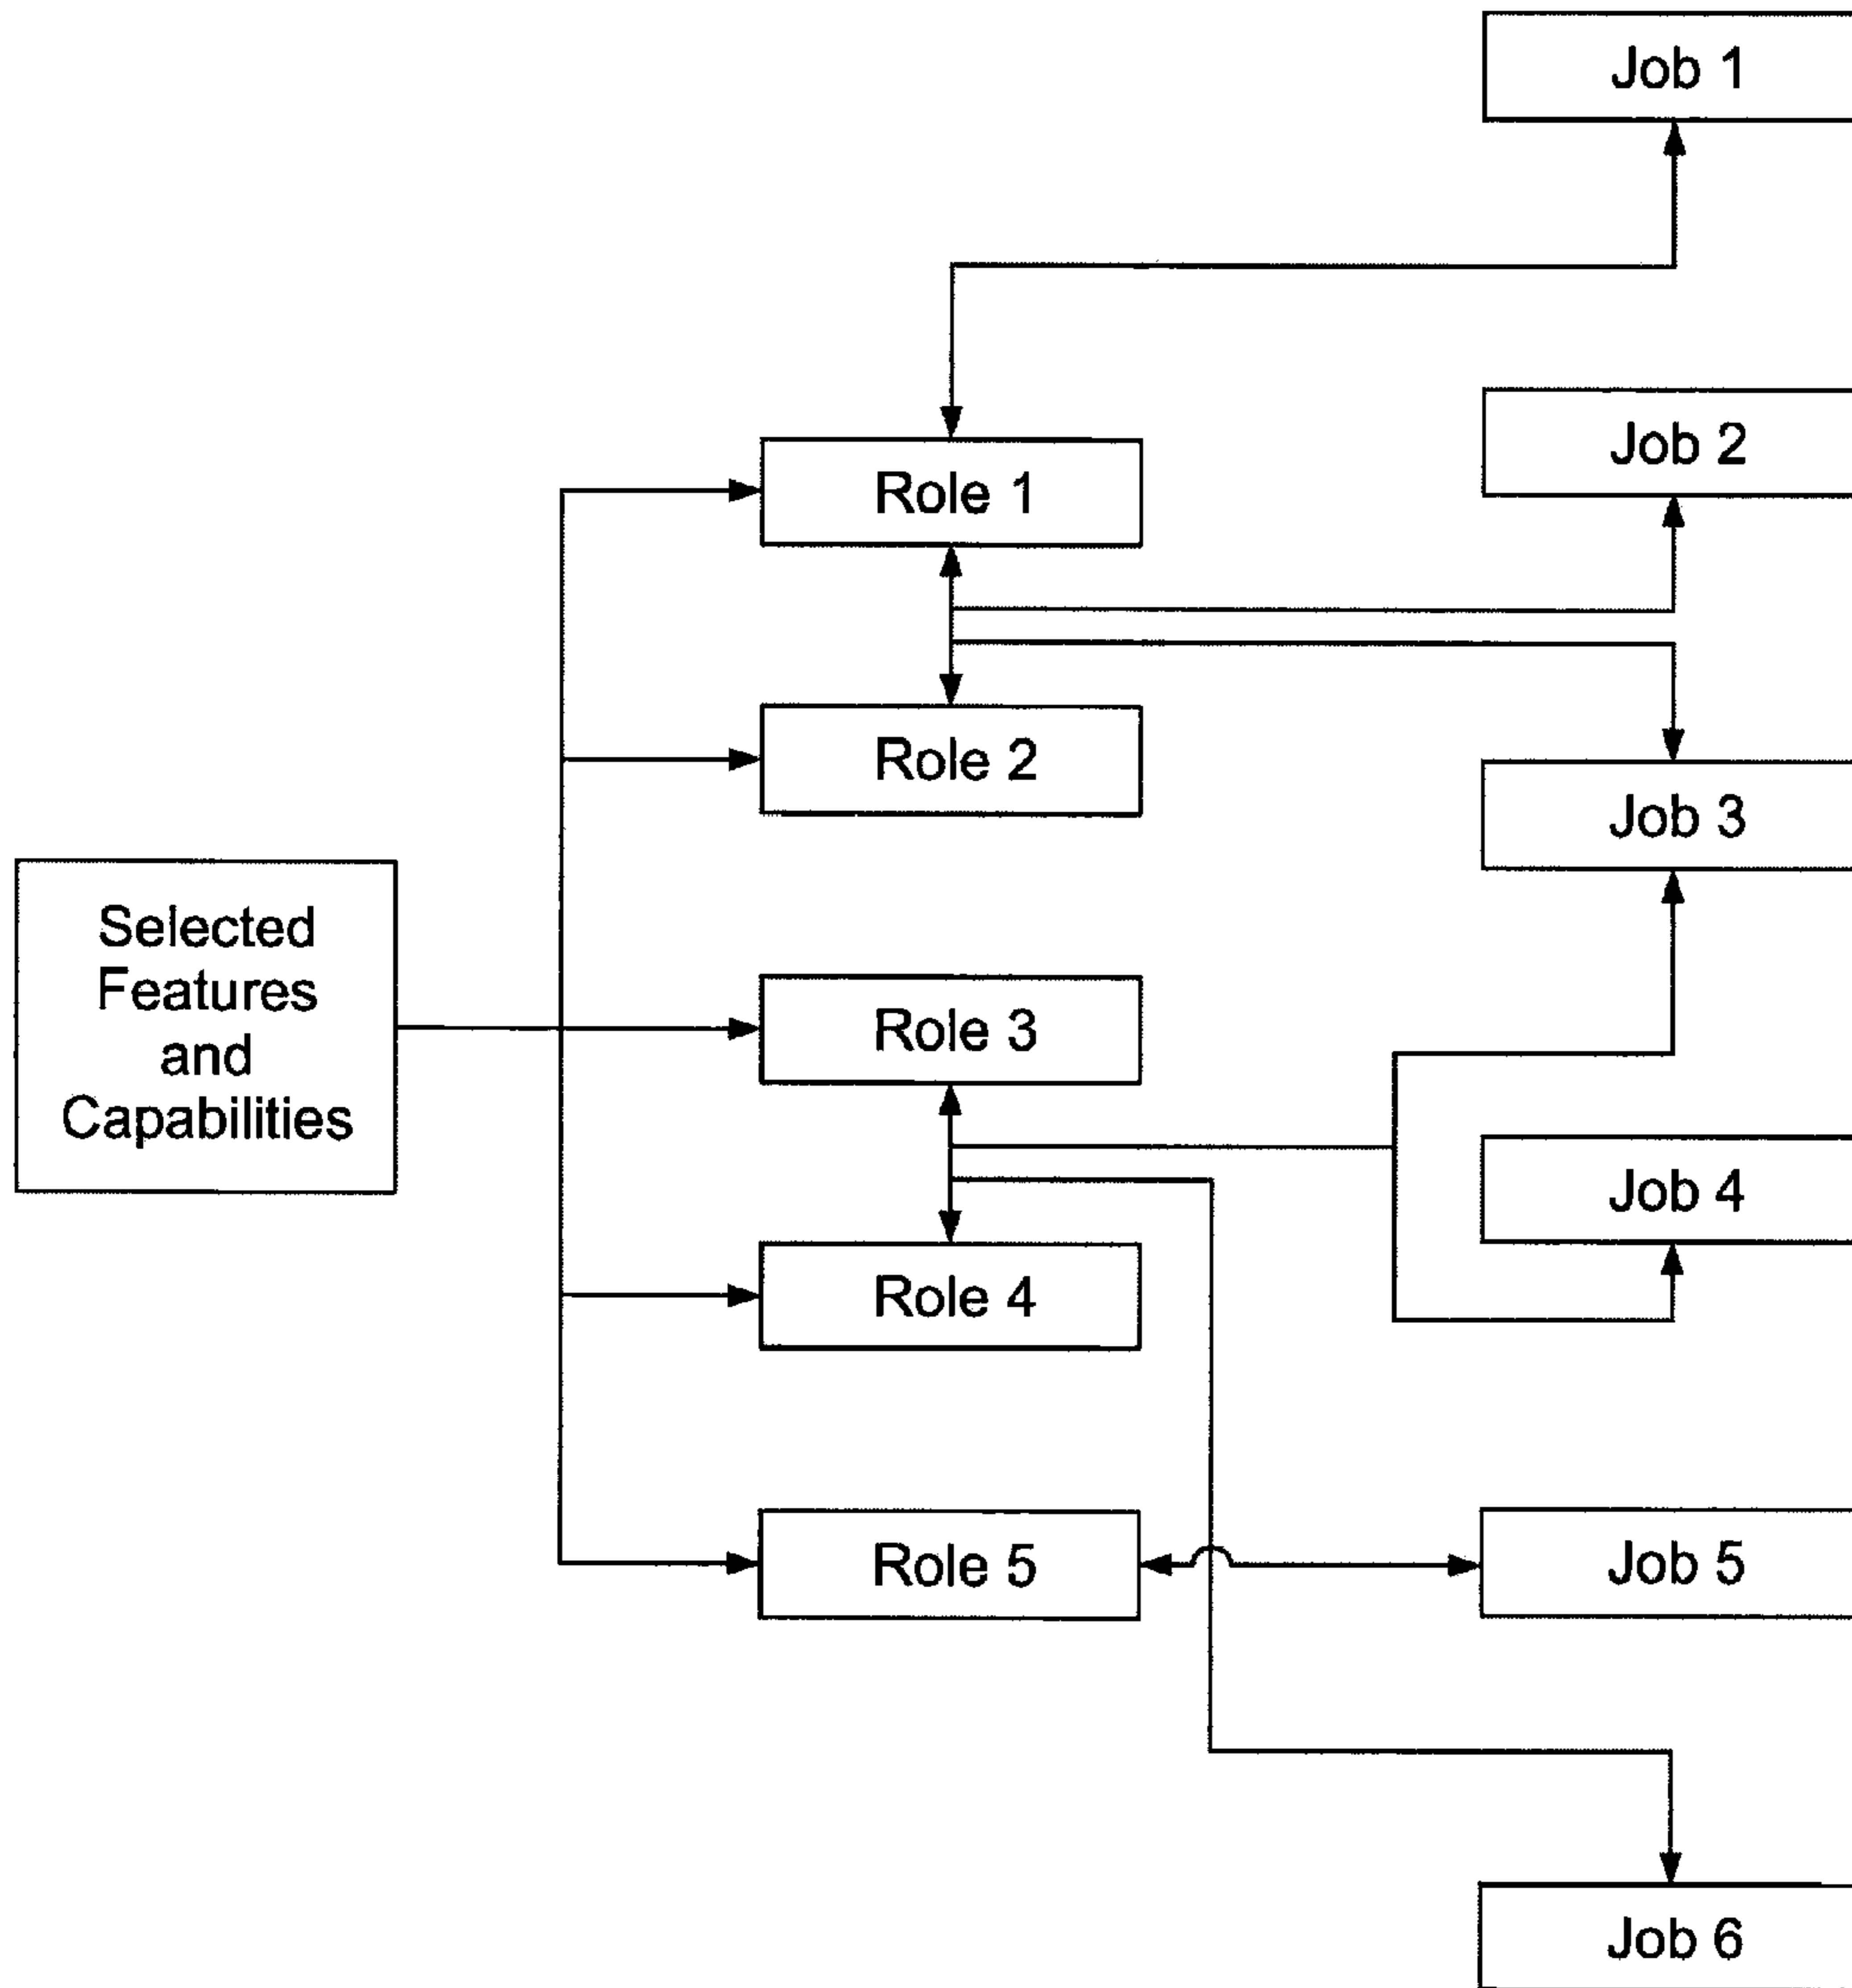 Job 1
Job 2
Role 1
Role 2
Job 3
Selected
Features
and
Capabilities
Role 3
Job 4
Role 4
Role 5
Job 5
Job 6